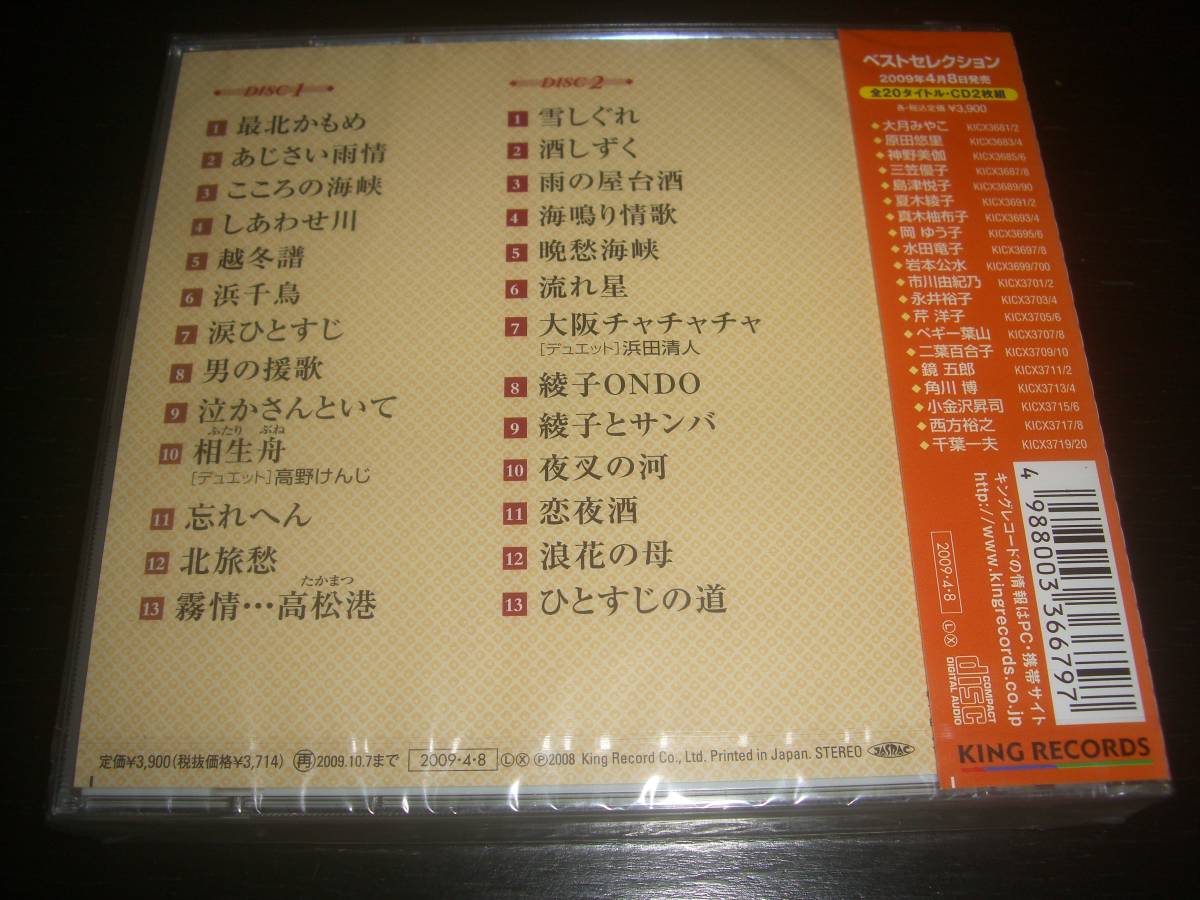 DISC 1
1 最北かもめ
2 あじさい雨情
3 こころの海峡
4 しあわせ川
5 越冬譜
6 浜千鳥
7 涙ひとすじ
8 男の援歌
9 泣かさんといて
ふたり ぶね
10 相生舟
[デュエット]高野けんじ
11 忘れへん
12 北旅愁
たかまつ
13 霧情…高松港
DISC 2
1 雪しぐれ
2 酒しずく
3 雨の屋台酒
4 海鳴り情歌
5 晩愁海峡
6 流れ星
7 大阪チャチャチャ
[デュエット]浜田清人
8 綾子ONDO
9 綾子とサンバ
10 夜叉の河
11 恋夜酒
12 浪花の母
13 ひとすじの道
定価¥3,900(税抜価格¥3,714) 再2009.10.7まで 2009・4・8 Ⓛ Ⓧ Ⓟ2008 King Record Co., Ltd. Printed in Japan. STEREO JASRAC
ベストセレクション
2009年4月8日発売
全20タイトル・CD2枚組
各・税込定価 ¥3,900
◆大月みやこ KICX3681/2
◆原田悠里 KICX3683/4
◆神野美伽 KICX3685/6
◆三笠優子 KICX3687/8
◆島津悦子 KICX3689/90
◆夏木綾子 KICX3691/2
◆真木柚布子 KICX3693/4
◆岡 ゆう子 KICX3695/6
◆水田竜子 KICX3697/8
◆岩本公水 KICX3699/700
◆市川由紀乃 KICX3701/2
◆永井裕子 KICX3703/4
◆芹 洋子 KICX3705/6
◆ペギー葉山 KICX3707/8
◆二葉百合子 KICX3709/10
◆鏡 五郎 KICX3711/2
◆角川 博 KICX3713/4
◆小金沢昇司 KICX3715/6
◆西方裕之 KICX3717/8
◆千葉一夫 KICX3719/20
4 988003 366797
キングレコードの情報はPC・携帯サイト
http://www.kingrecords.co.jp
2009・4・8
Ⓛ Ⓧ
COMPACT
disc
DIGITAL AUDIO
KING RECORDS